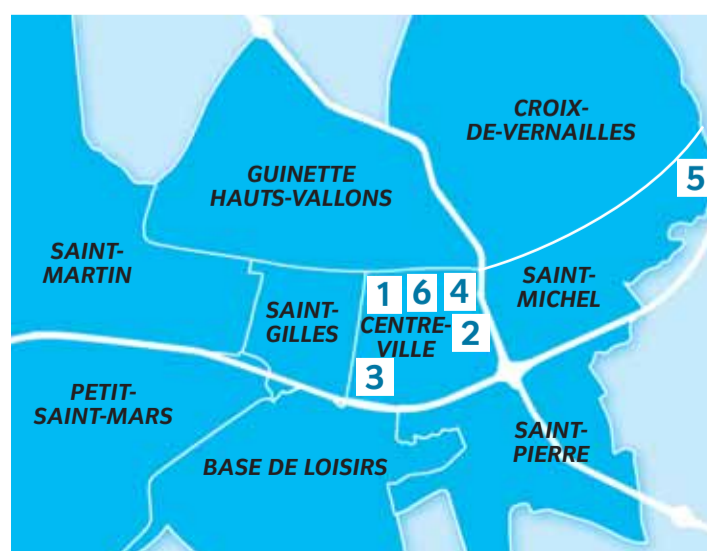 CROIX-
DE-VERNAILLES
GUINETTE
HAUTS-VALLONS
5
SAINT-
MARTIN
SAINT-
MICHEL
1
6
4
SAINT-
GILLES
CENTRE-
VILLE
2
3
PETIT-
SAINT-MARS
SAINT-
PIERRE
BASE DE LOISIRS